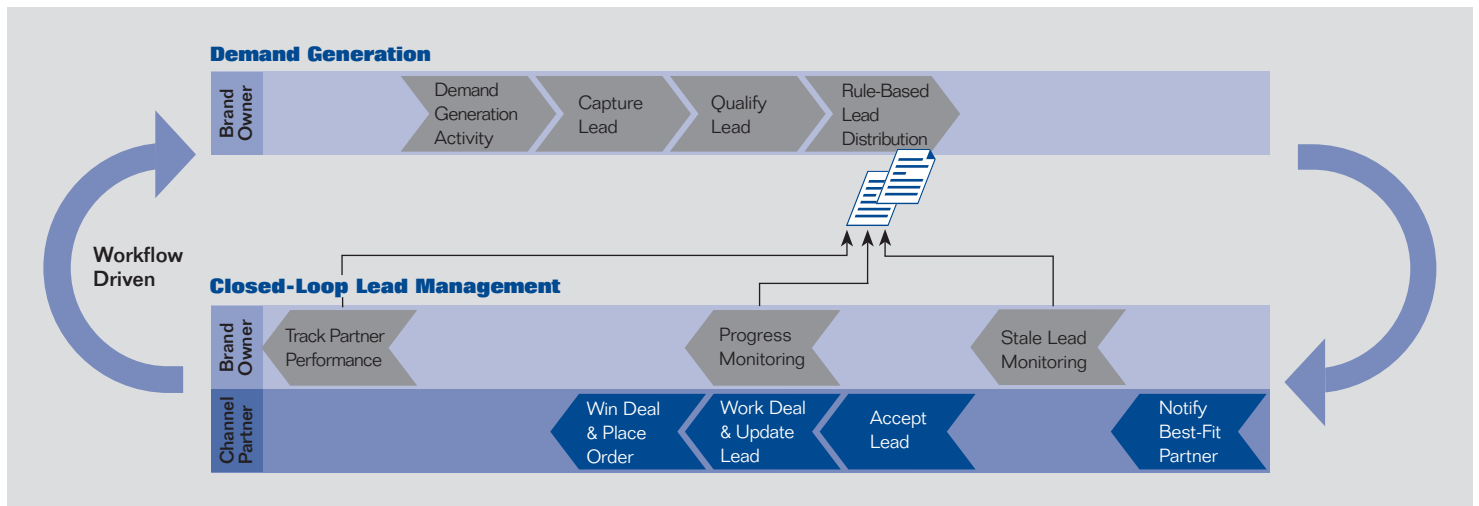 Demand Generation
Brand
Owner
Demand
Generation
Activity
Capture
Lead
Qualify
Lead
Rule-Based
Lead
Distribution
Workflow
Driven
Closed-Loop Lead Management
Brand
Owner
Track Partner
Performance
Progress
Monitoring
Stale Lead
Monitoring
Channel
Partner
Win Deal
& Place
Order
Work Deal
& Update
Lead
Accept
Lead
Notify
Best-Fit
Partner